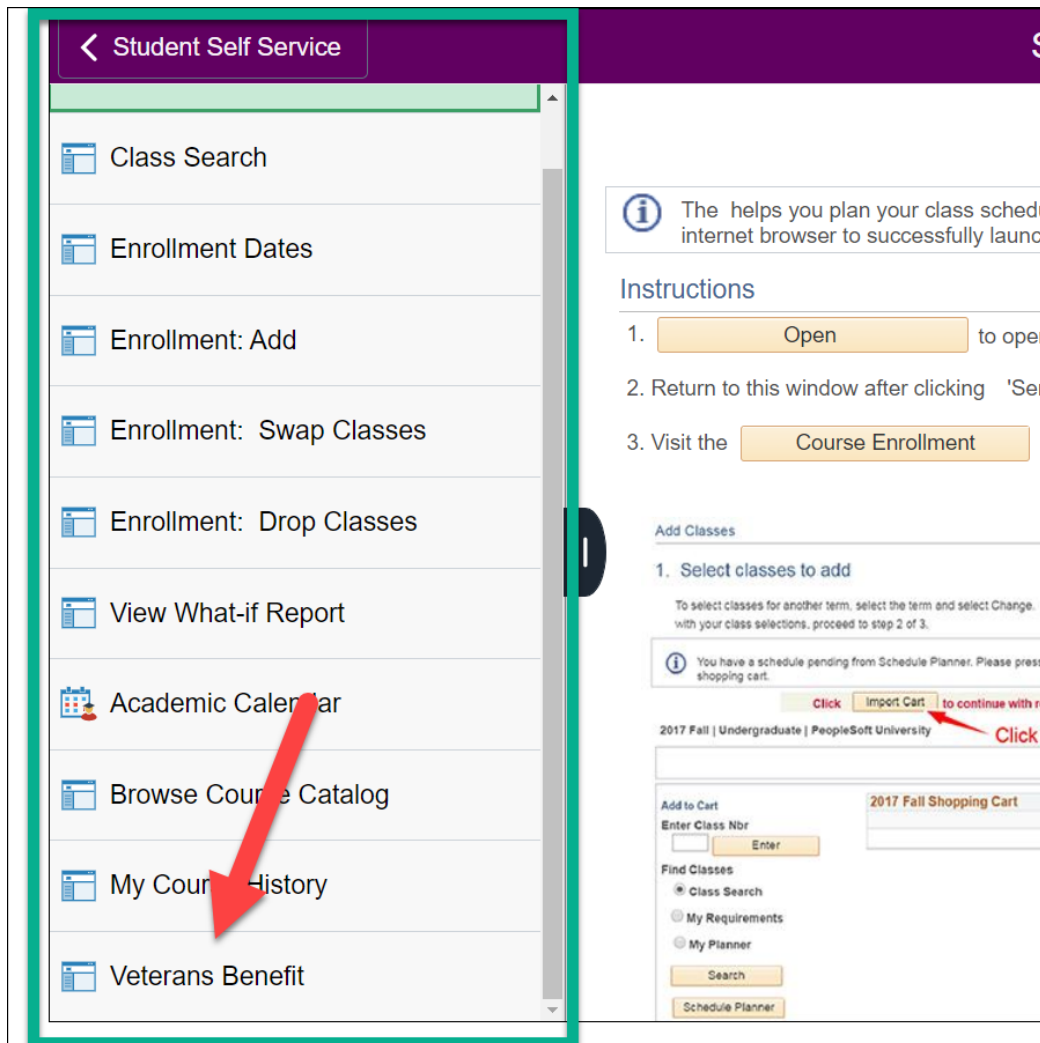 Student Self Service
Class Search
Enrollment Dates
Enrollment: Add
Enrollment: Swap Classes
Enrollment: Drop Classes
View What-if Report
Academic Calendar
Browse Course Catalog
My Course History
Veterans Benefit
S
The helps you plan your class schedu
internet browser to successfully launc
Instructions
1. Open to ope
2. Return to this window after clicking 'Se
3. Visit the Course Enrollment
Add Classes
1. Select classes to add
To select classes for another term, select the term and select Change.
with your class selections, proceed to step 2 of 3.
You have a schedule pending from Schedule Planner. Please press
shopping cart.
Click Import Cart to continue with r
Click
2017 Fall | Undergraduate | PeopleSoft University
Add to Cart
2017 Fall Shopping Cart
Enter Class Nbr
Enter
Find Classes
Class Search
My Requirements
My Planner
Search
Schedule Planner